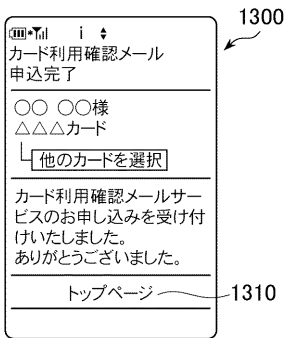 1300
i
カード利用確認メール
申込完了
○○ ○○様
△△△カード
他のカードを選択
カード利用確認メールサー
ビスのお申し込みを受け付
けいたしました。
ありがとうございました。
トップページ
1310